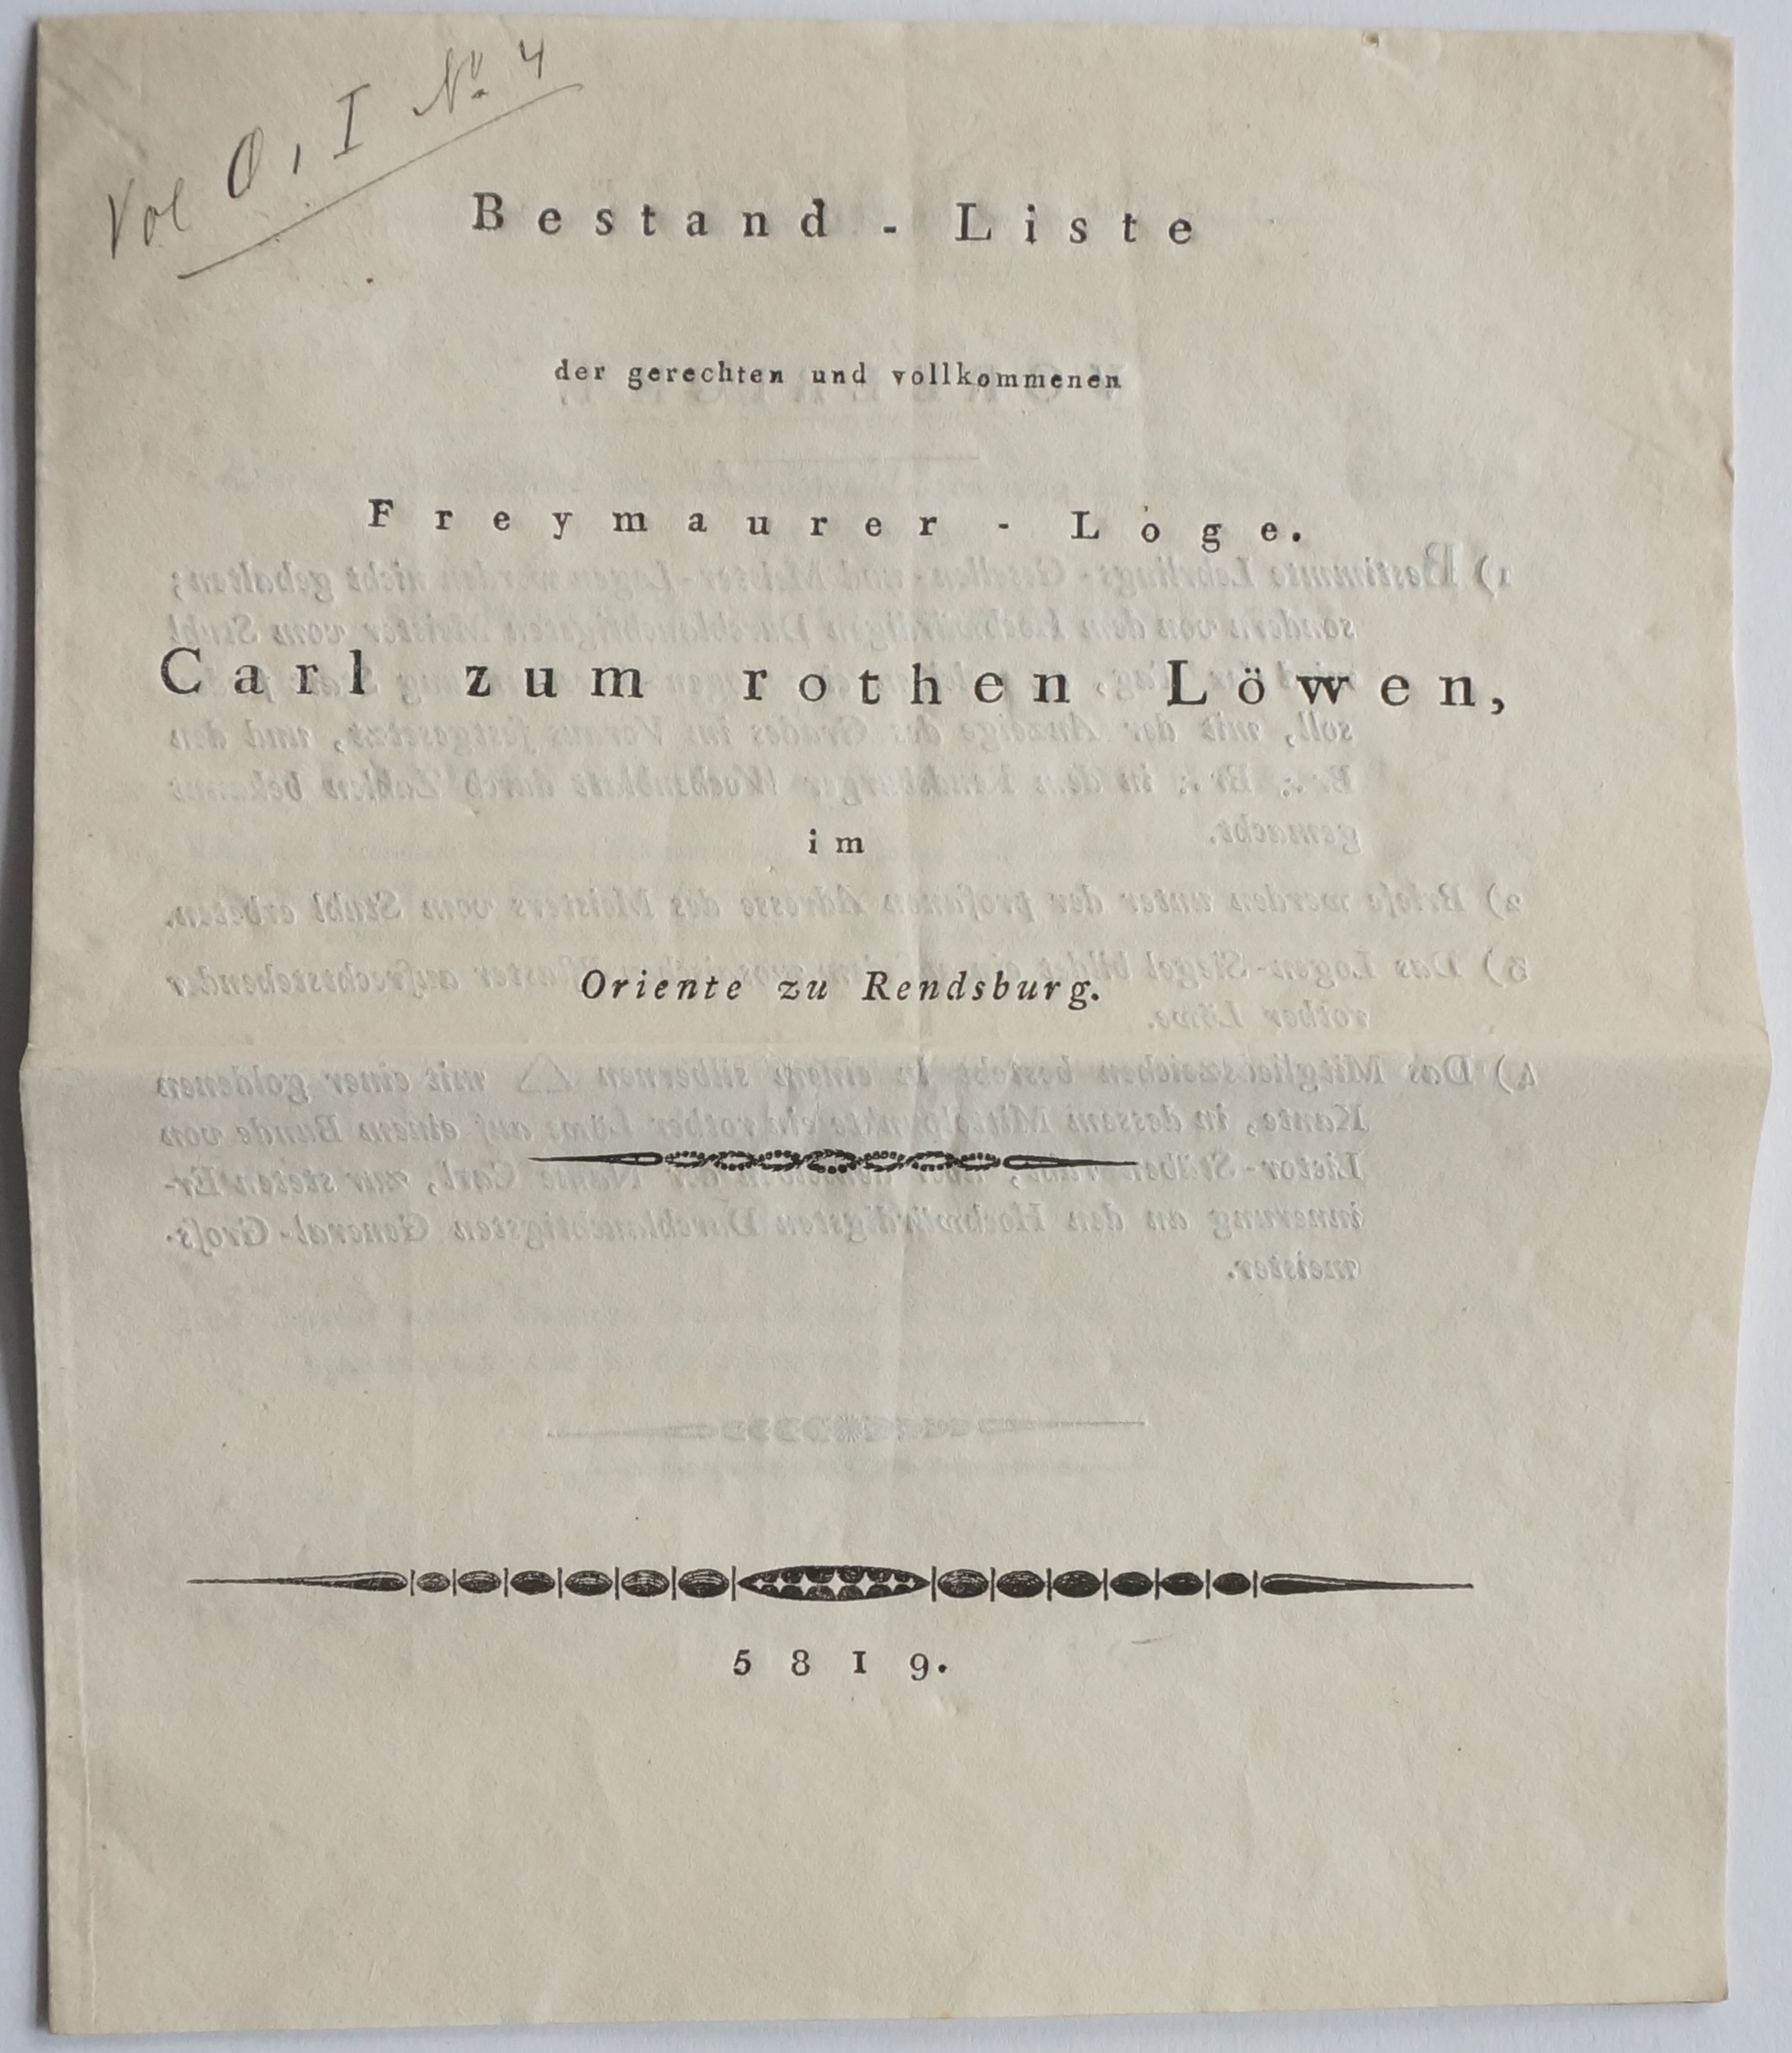 Vol O, I No. 4
Bestand-Liste
der gerechten und vollkommenen
Freymaurer-Loge.
Carl zum rothen Löwen,
im
Oriente zu Rendsburg.
5819.